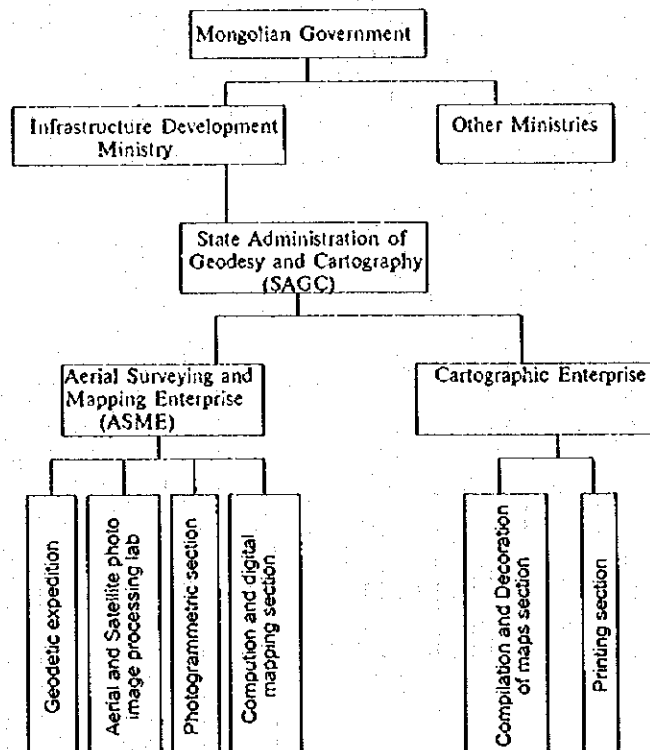 Mongolian Government
Infrastructure Development
Ministry
Other Ministries
State Administration of
Geodesy and Cartography
(SAGC)
Aerial Surveying and
Mapping Enterprise
(ASME)
Cartographic Enterprise
Geodetic expedition
Aerial and Satellite photo
image processing lab
Photogrammetric section
Compution and digital
mapping section
Compilation and Decoration
of maps section
Printing section